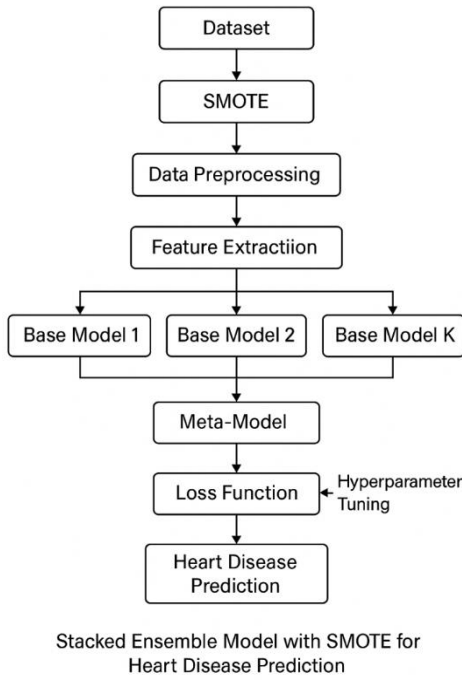 Dataset
SMOTE
Data Preprocessing
Feature Extractiion
Base Model 1
Base Model 2
Base Model K
Meta-Model
Loss Function
Hyperparameter
Tuning
Heart Disease
Prediction
Stacked Ensemble Model with SMOTE for
Heart Disease Prediction